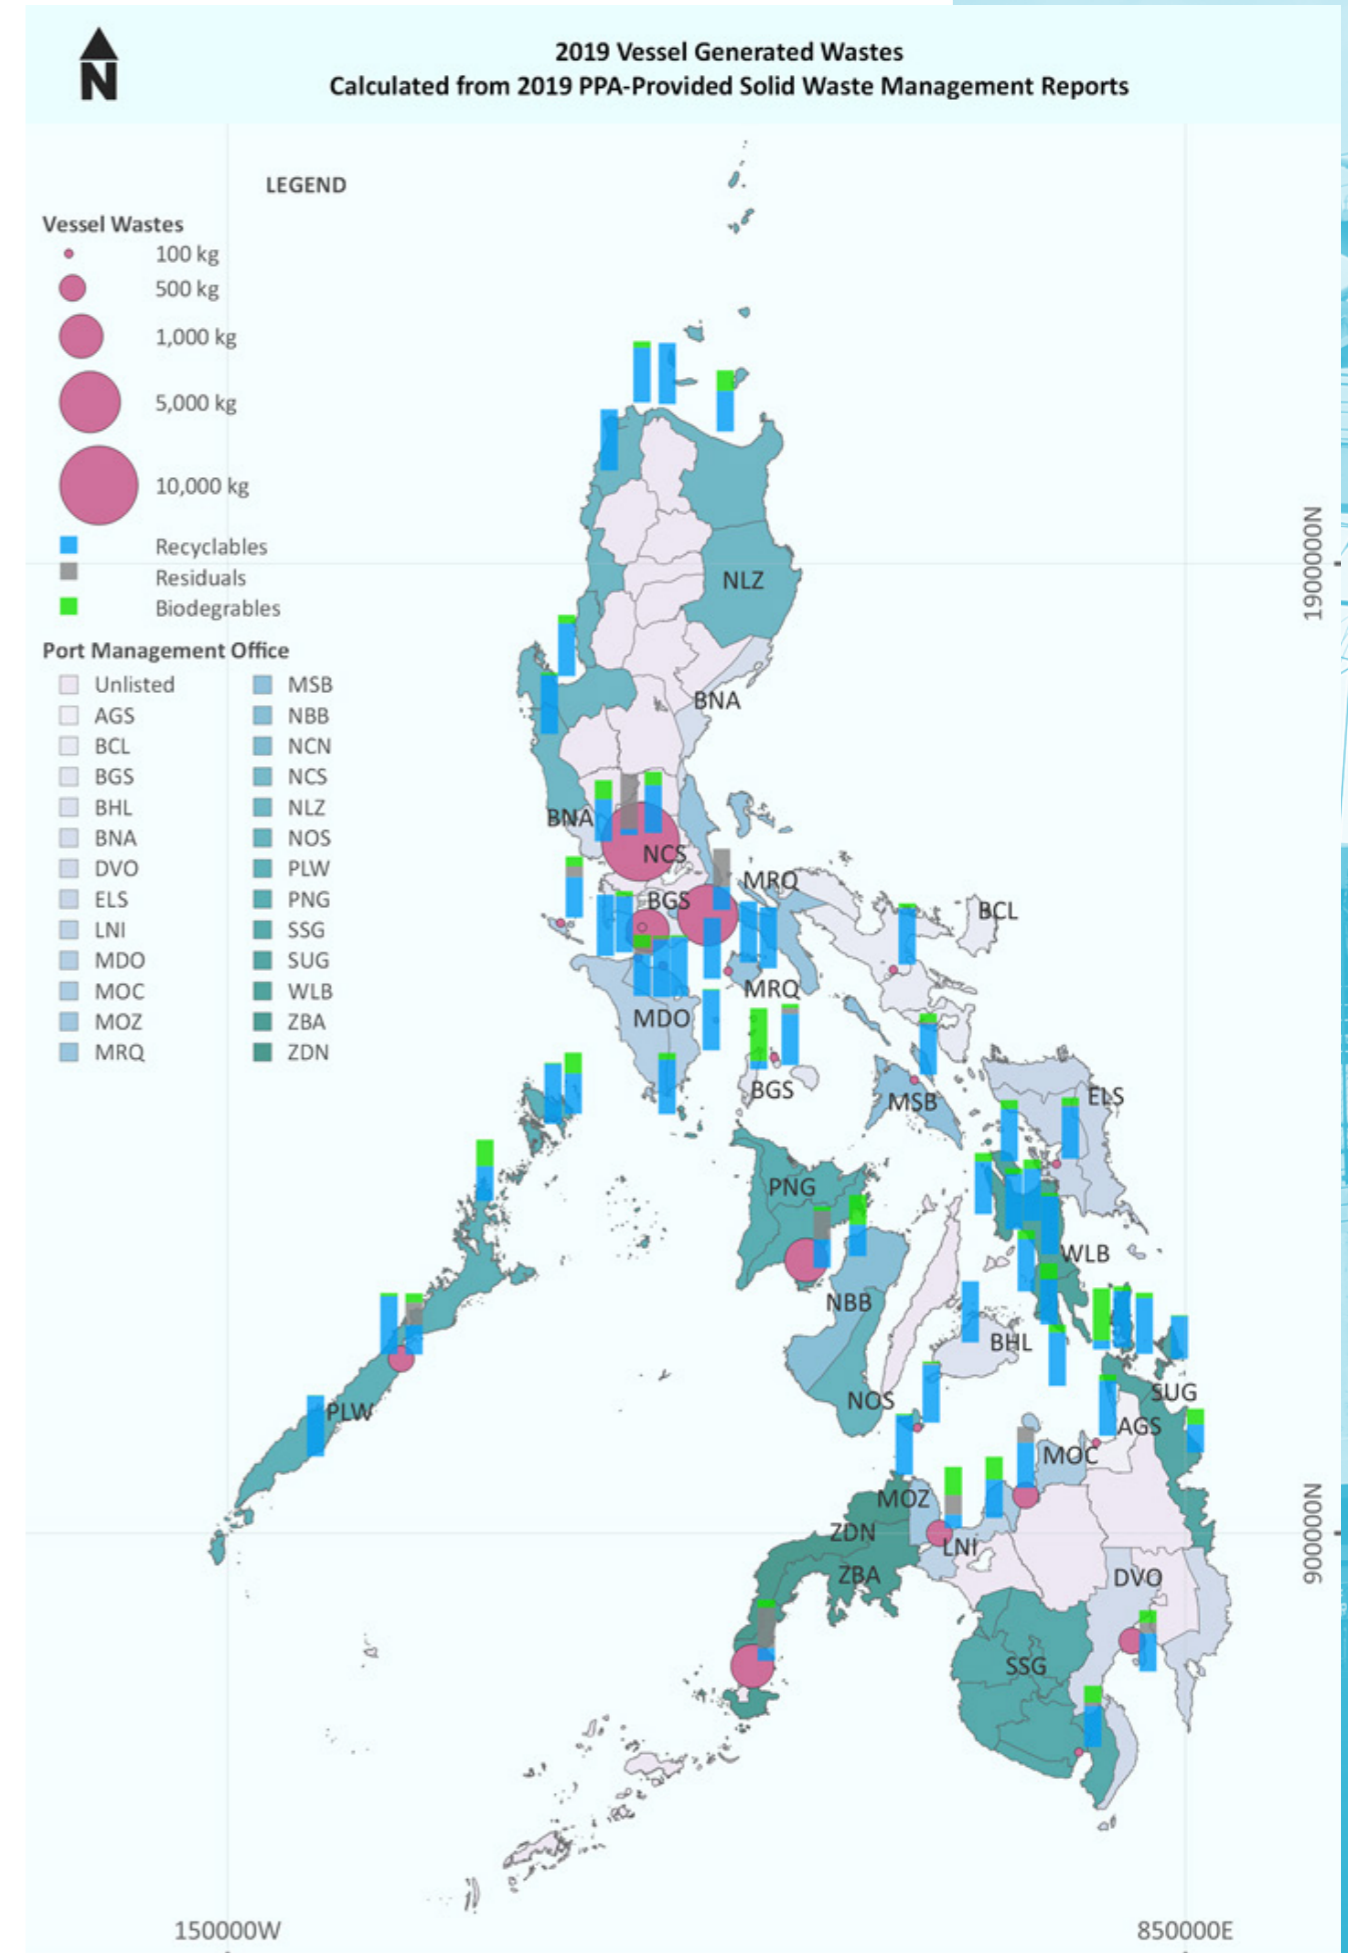 N
2019 Vessel Generated Wastes
Calculated from 2019 PPA-Provided Solid Waste Management Reports
LEGEND
Vessel Wastes
100 kg
500 kg
1,000 kg
5,000 kg
10,000 kg
Recyclables
Residuals
Biodegrables
Port Management Office
Unlisted
AGS
BCL
BGS
BHL
BNA
DVO
ELS
LNI
MDO
MOC
MOZ
MRQ
MSB
NBB
NCN
NCS
NLZ
NOS
PLW
PNG
SSG
SUG
WLB
ZBA
ZDN
1900000N
NLZ
BNA
BNA
NCS
MRQ
BGS
BCL
MRQ
MDO
BGS
MSB
ELS
PNG
WLB
NBB
BHL
SUG
NOS
PLW
AGS
MOC
MOZ
900000N
ZDN
LNI
ZBA
DVO
SSG
150000W
850000E